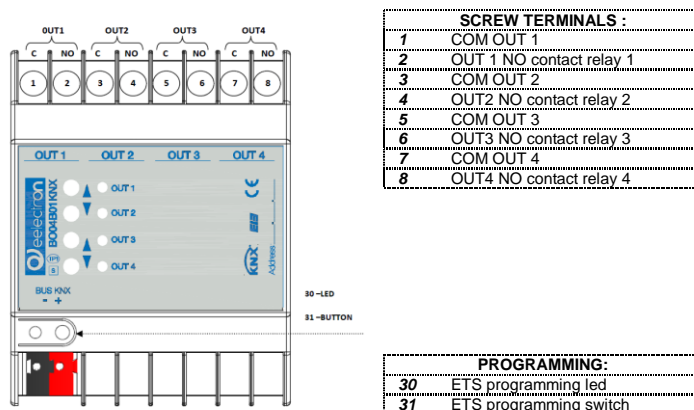 0UT1 OUT2 OUT3 OUT4
C NO C NO C NO C NO
1 2 3 4 5 6 7 8
OUT 1 OUT 2 OUT 3 OUT 4
eelectron
BO04B01KNX
OUT 1
OUT 2
OUT 3
OUT 4
S
CE
EIB
KNX
Address
BUS KNX
- +
30 –LED
31 –BUTTON
SCREW TERMINALS :
1 COM OUT 1
2 OUT 1 NO contact relay 1
3 COM OUT 2
4 OUT2 NO contact relay 2
5 COM OUT 3
6 OUT3 NO contact relay 3
7 COM OUT 4
8 OUT4 NO contact relay 4
PROGRAMMING:
30 ETS programming led
31 ETS programming switch